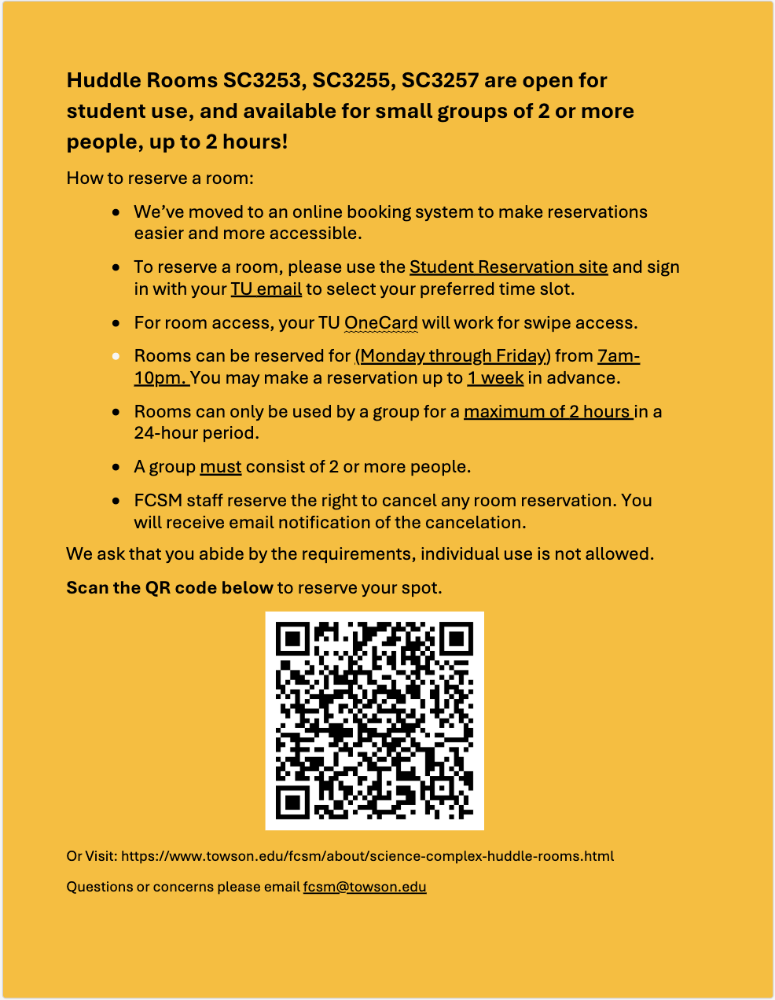 Huddle Rooms SC3253, SC3255, SC3257 are open for
student use, and available for small groups of 2 or more
people, up to 2 hours!
How to reserve a room:
• We’ve moved to an online booking system to make reservations
easier and more accessible.
• To reserve a room, please use the Student Reservation site and sign
in with your TU email to select your preferred time slot.
• For room access, your TU OneCard will work for swipe access.
• Rooms can be reserved for (Monday through Friday) from 7am-
10pm. You may make a reservation up to 1 week in advance.
• Rooms can only be used by a group for a maximum of 2 hours in a
24-hour period.
• A group must consist of 2 or more people.
• FCSM staff reserve the right to cancel any room reservation. You
will receive email notification of the cancelation.
We ask that you abide by the requirements, individual use is not allowed.
Scan the QR code below to reserve your spot.
Or Visit: https://www.towson.edu/fcsm/about/science-complex-huddle-rooms.html
Questions or concerns please email fcsm@towson.edu